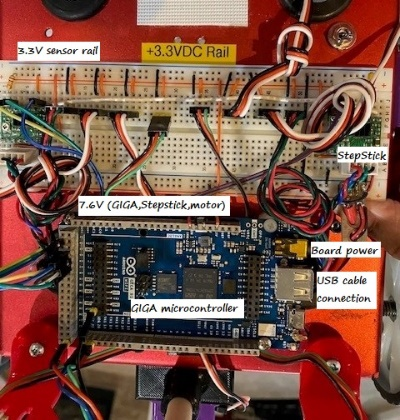 3.3V sensor rail
+3.3VDC Rail
StepStick
7.6V (GIGA,Stepstick,motor)
Board power
USB cable
connection
GIGA microcontroller